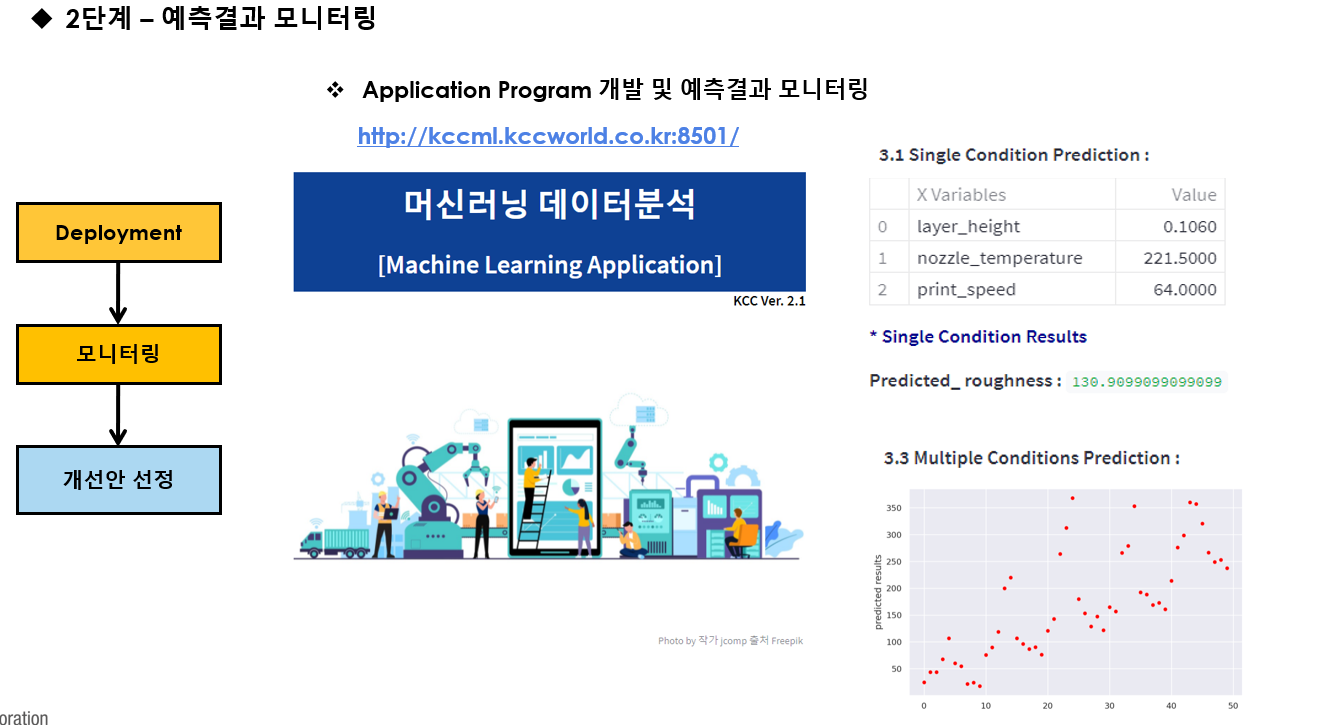 ◆ 2단계 – 예측결과 모니터링
❖ Application Program 개발 및 예측결과 모니터링
http://kccml.kccworld.co.kr:8501/
Deployment
모니터링
개선안 선정
머신러닝 데이터분석
[Machine Learning Application]
KCC Ver. 2.1
Photo by 작가 jcomp 출처 Freepik
3.1 Single Condition Prediction :
X Variables Value
0 layer_height 0.1060
1 nozzle_temperature 221.5000
2 print_speed 64.0000
* Single Condition Results
Predicted_ roughness : 130.9099099099099
3.3 Multiple Conditions Prediction :
predicted results
350
300
250
200
150
100
50
0 10 20 30 40 50
oration